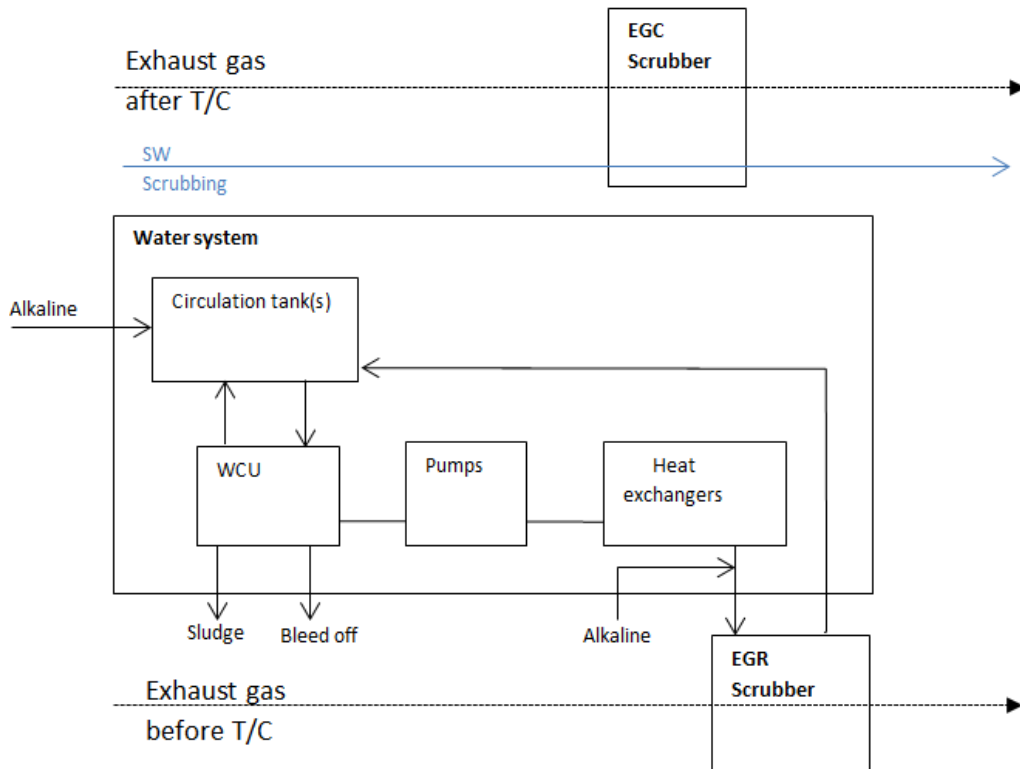 EGC
Scrubber
Exhaust gas
after T/C
SW
Scrubbing
Water system
Alkaline
Circulation tank(s)
WCU
Pumps
Heat
exchangers
Sludge
Bleed off
Alkaline
EGR
Scrubber
Exhaust gas
before T/C